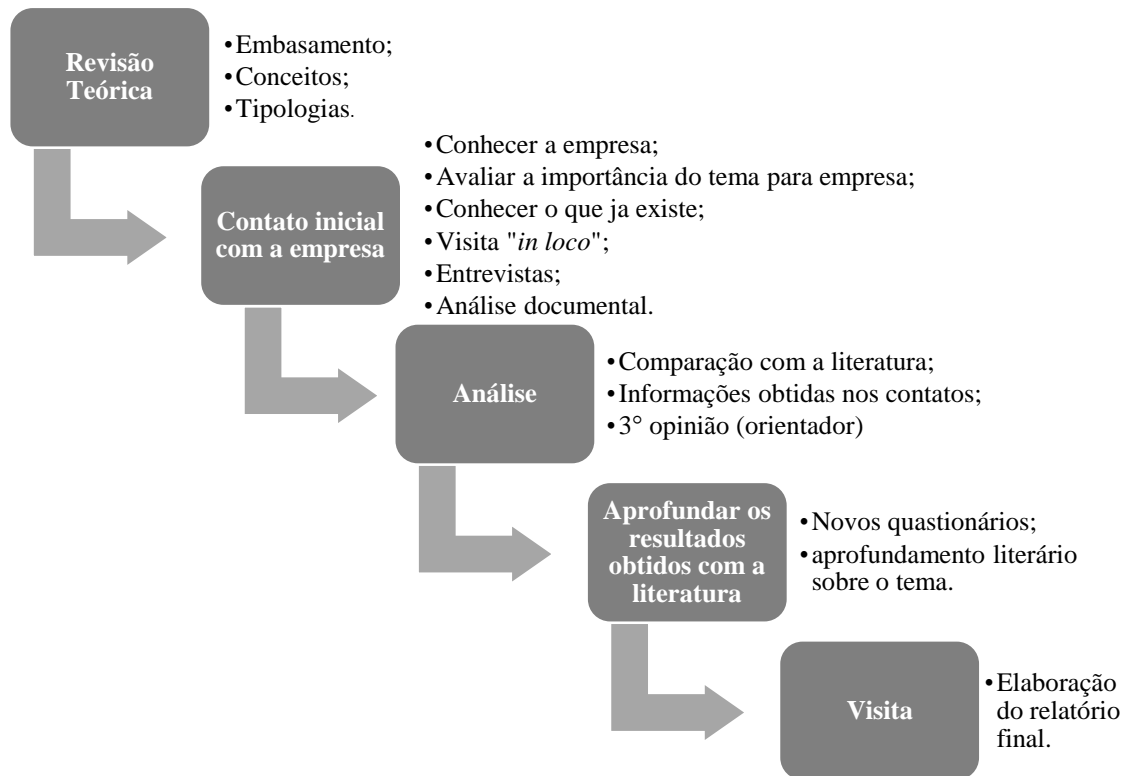 Revisão
Teórica
•Embasamento;
•Conceitos;
•Tipologias.
Contato inicial
com a empresa
•Conhecer a empresa;
•Avaliar a importância do tema para empresa;
•Conhecer o que ja existe;
•Visita "in loco";
•Entrevistas;
•Análise documental.
Análise
•Comparação com a literatura;
•Informações obtidas nos contatos;
•3° opinião (orientador)
Aprofundar os
resultados
obtidos com a
literatura
•Novos quastionários;
•aprofundamento literário
sobre o tema.
Visita
•Elaboração
do relatório
final.